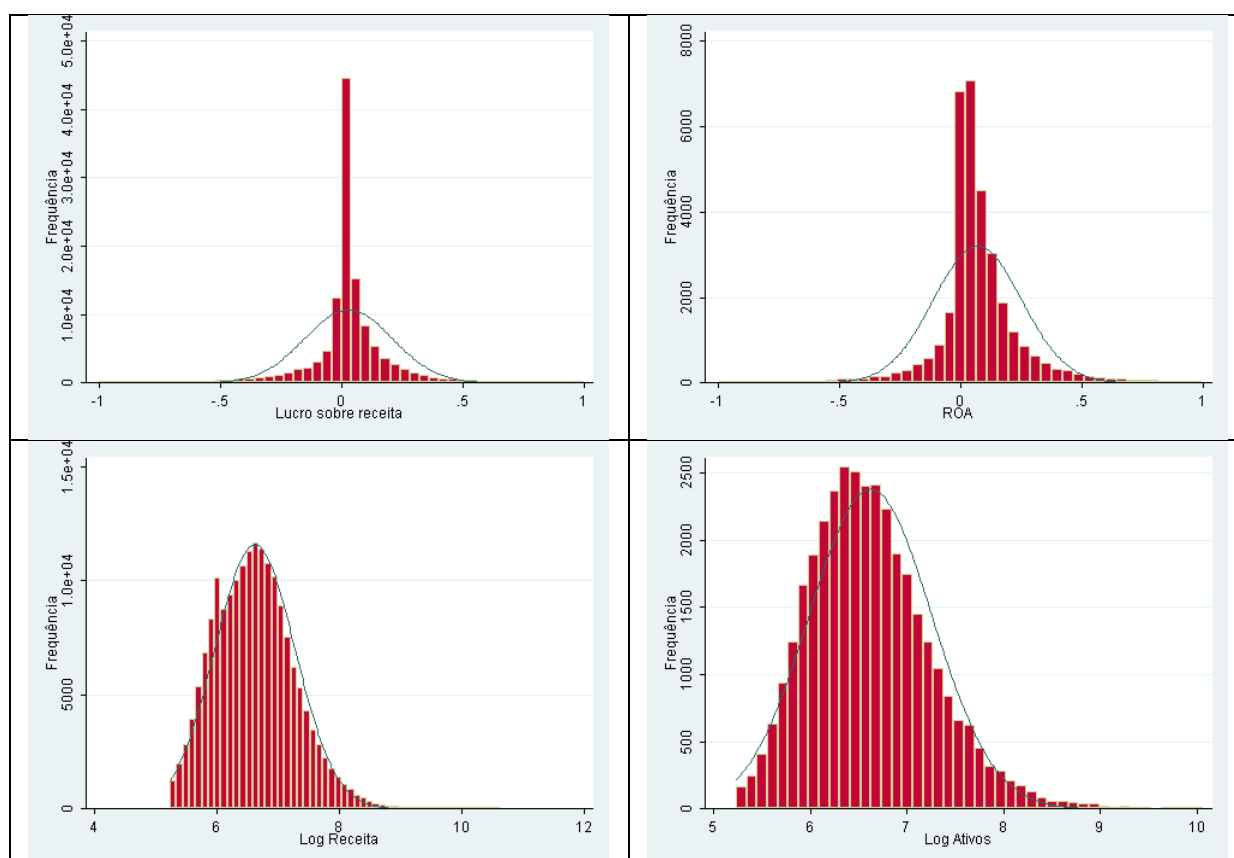 5.0e+04
4.0e+04
3.0e+04
2.0e+04
1.0e+04
0
Frequência
-1
-.5
0
.5
1
Lucro sobre receita
8000
6000
4000
2000
0
Frequência
-1
-.5
0
.5
1
ROA
1.5e+04
1.0e+04
5000
0
Frequência
4
6
8
10
12
Log Receita
2500
2000
1500
1000
500
0
Frequência
5
6
7
8
9
10
Log Ativos